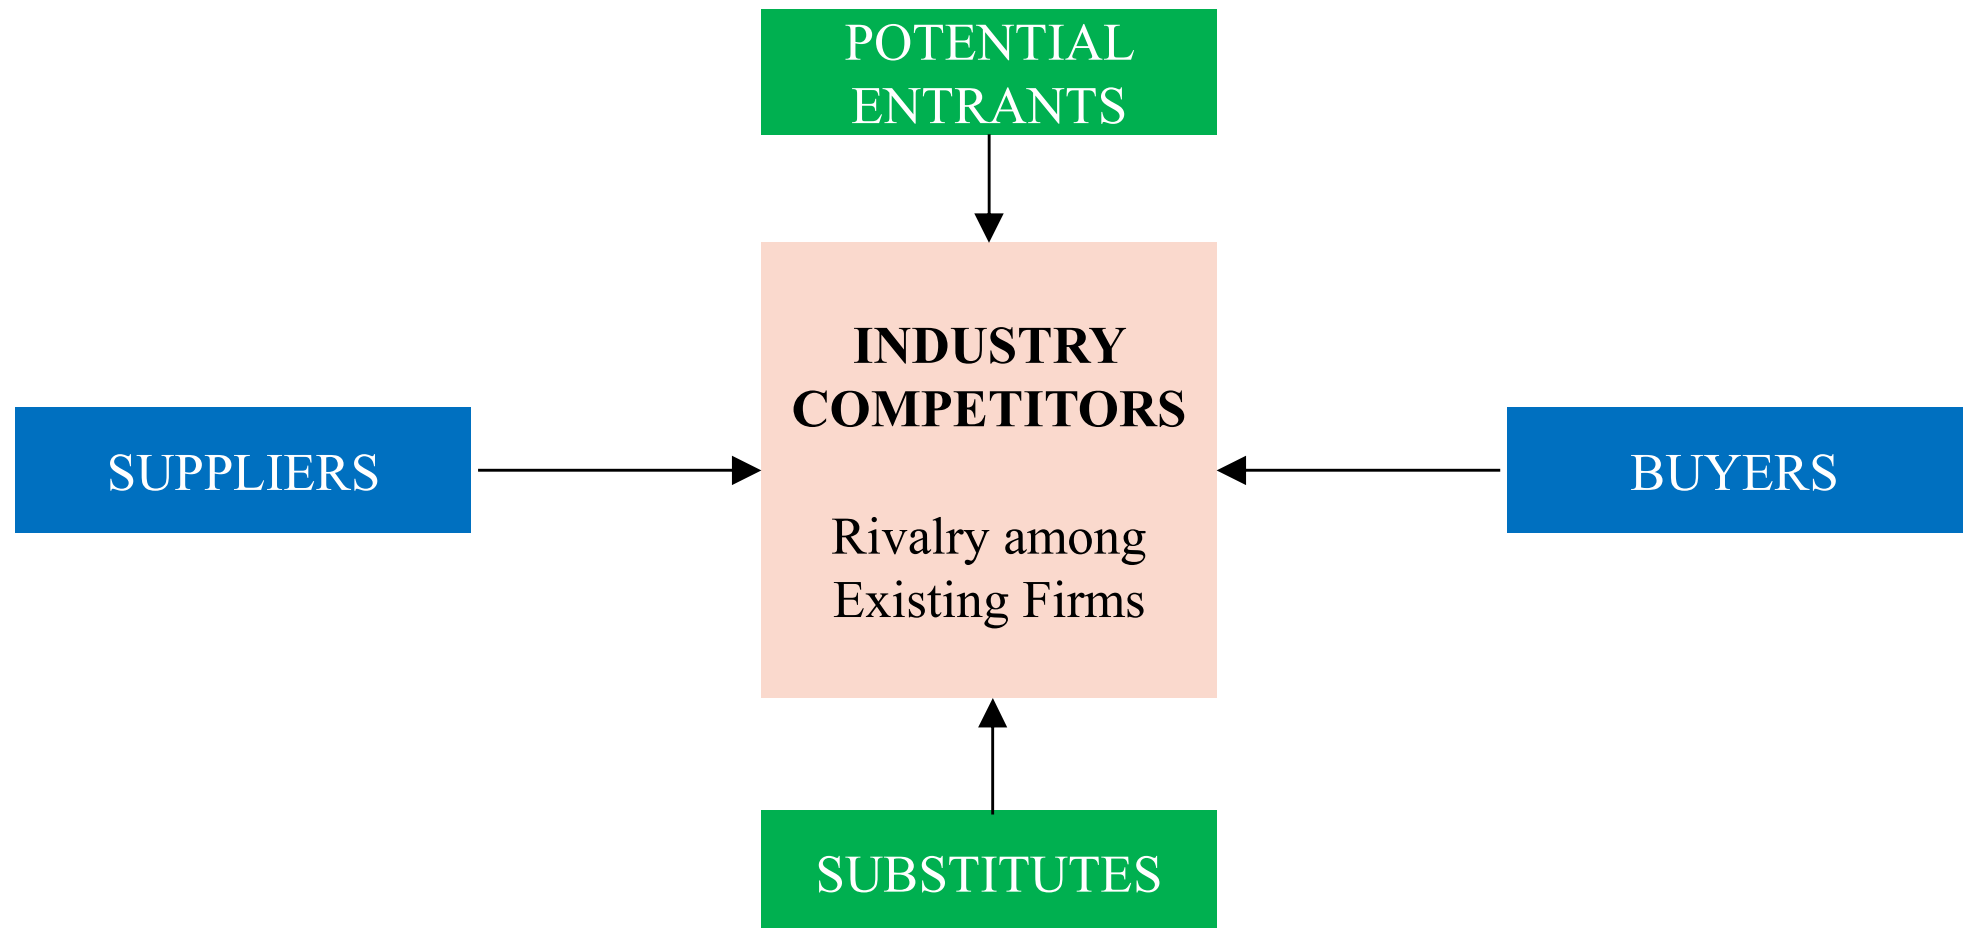 POTENTIAL
ENTRANTS
INDUSTRY
COMPETITORS
SUPPLIERS
BUYERS
Rivalry among
Existing Firms
SUBSTITUTES